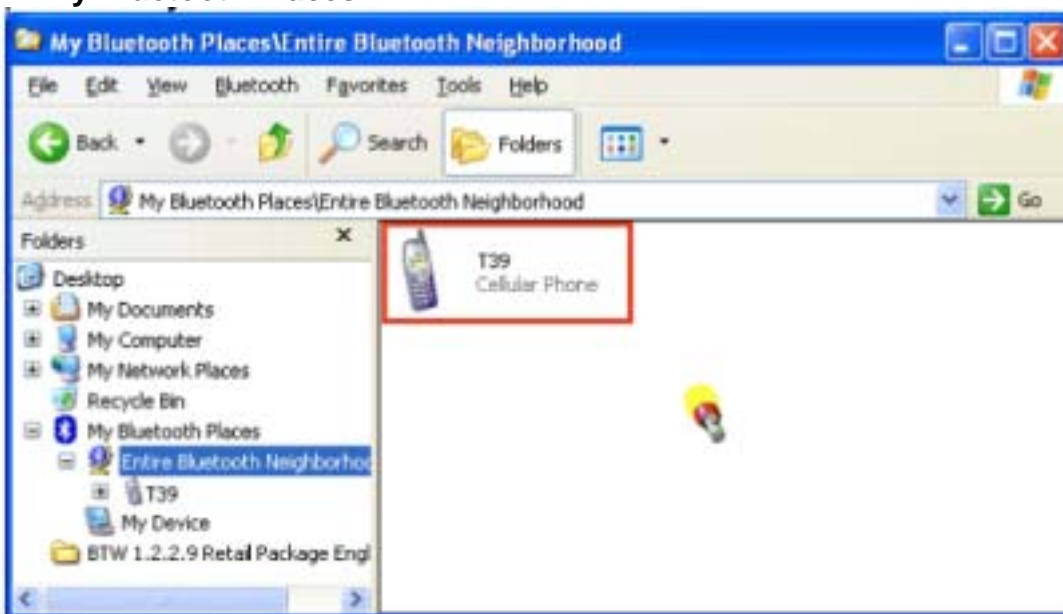 My Bluetooth Places\Entire Bluetooth Neighborhood
File Edit View Bluetooth Favorites Tools Help
Back Search Folders
Address My Bluetooth Places\Entire Bluetooth Neighborhood Go
Folders
Desktop
My Documents
My Computer
My Network Places
Recycle Bin
My Bluetooth Places
Entire Bluetooth Neighborhoo
T39
My Device
BTW 1.2.2.9 Retail Package Engl
T39
Cellular Phone